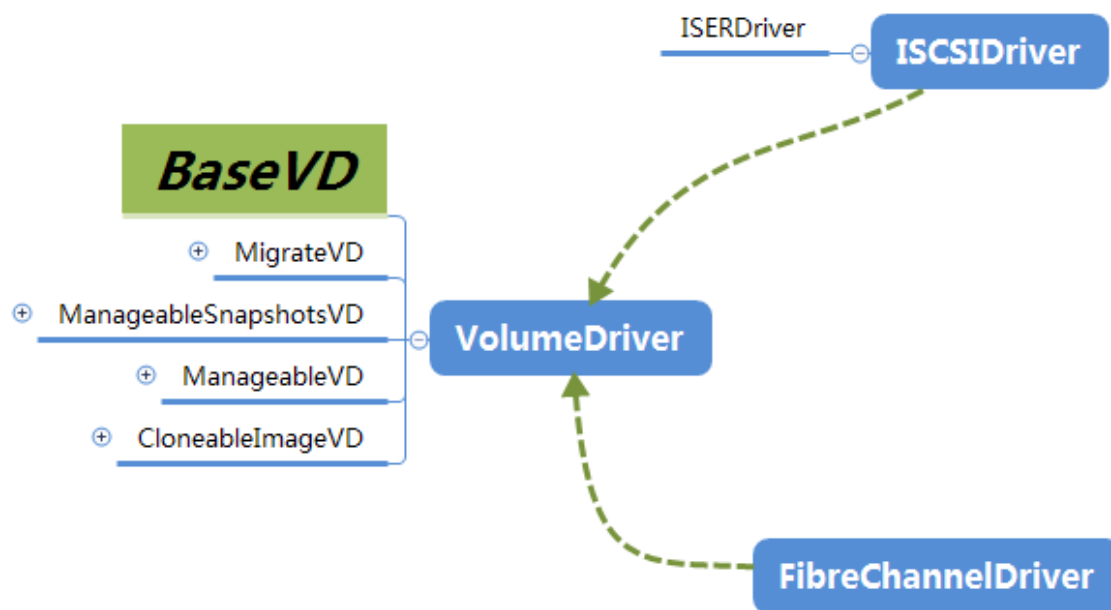 ISERDriver
ISCSIDriver
BaseVD
MigrateVD
ManageableSnapshotsVD
VolumeDriver
ManageableVD
CloneableImageVD
FibreChannelDriver